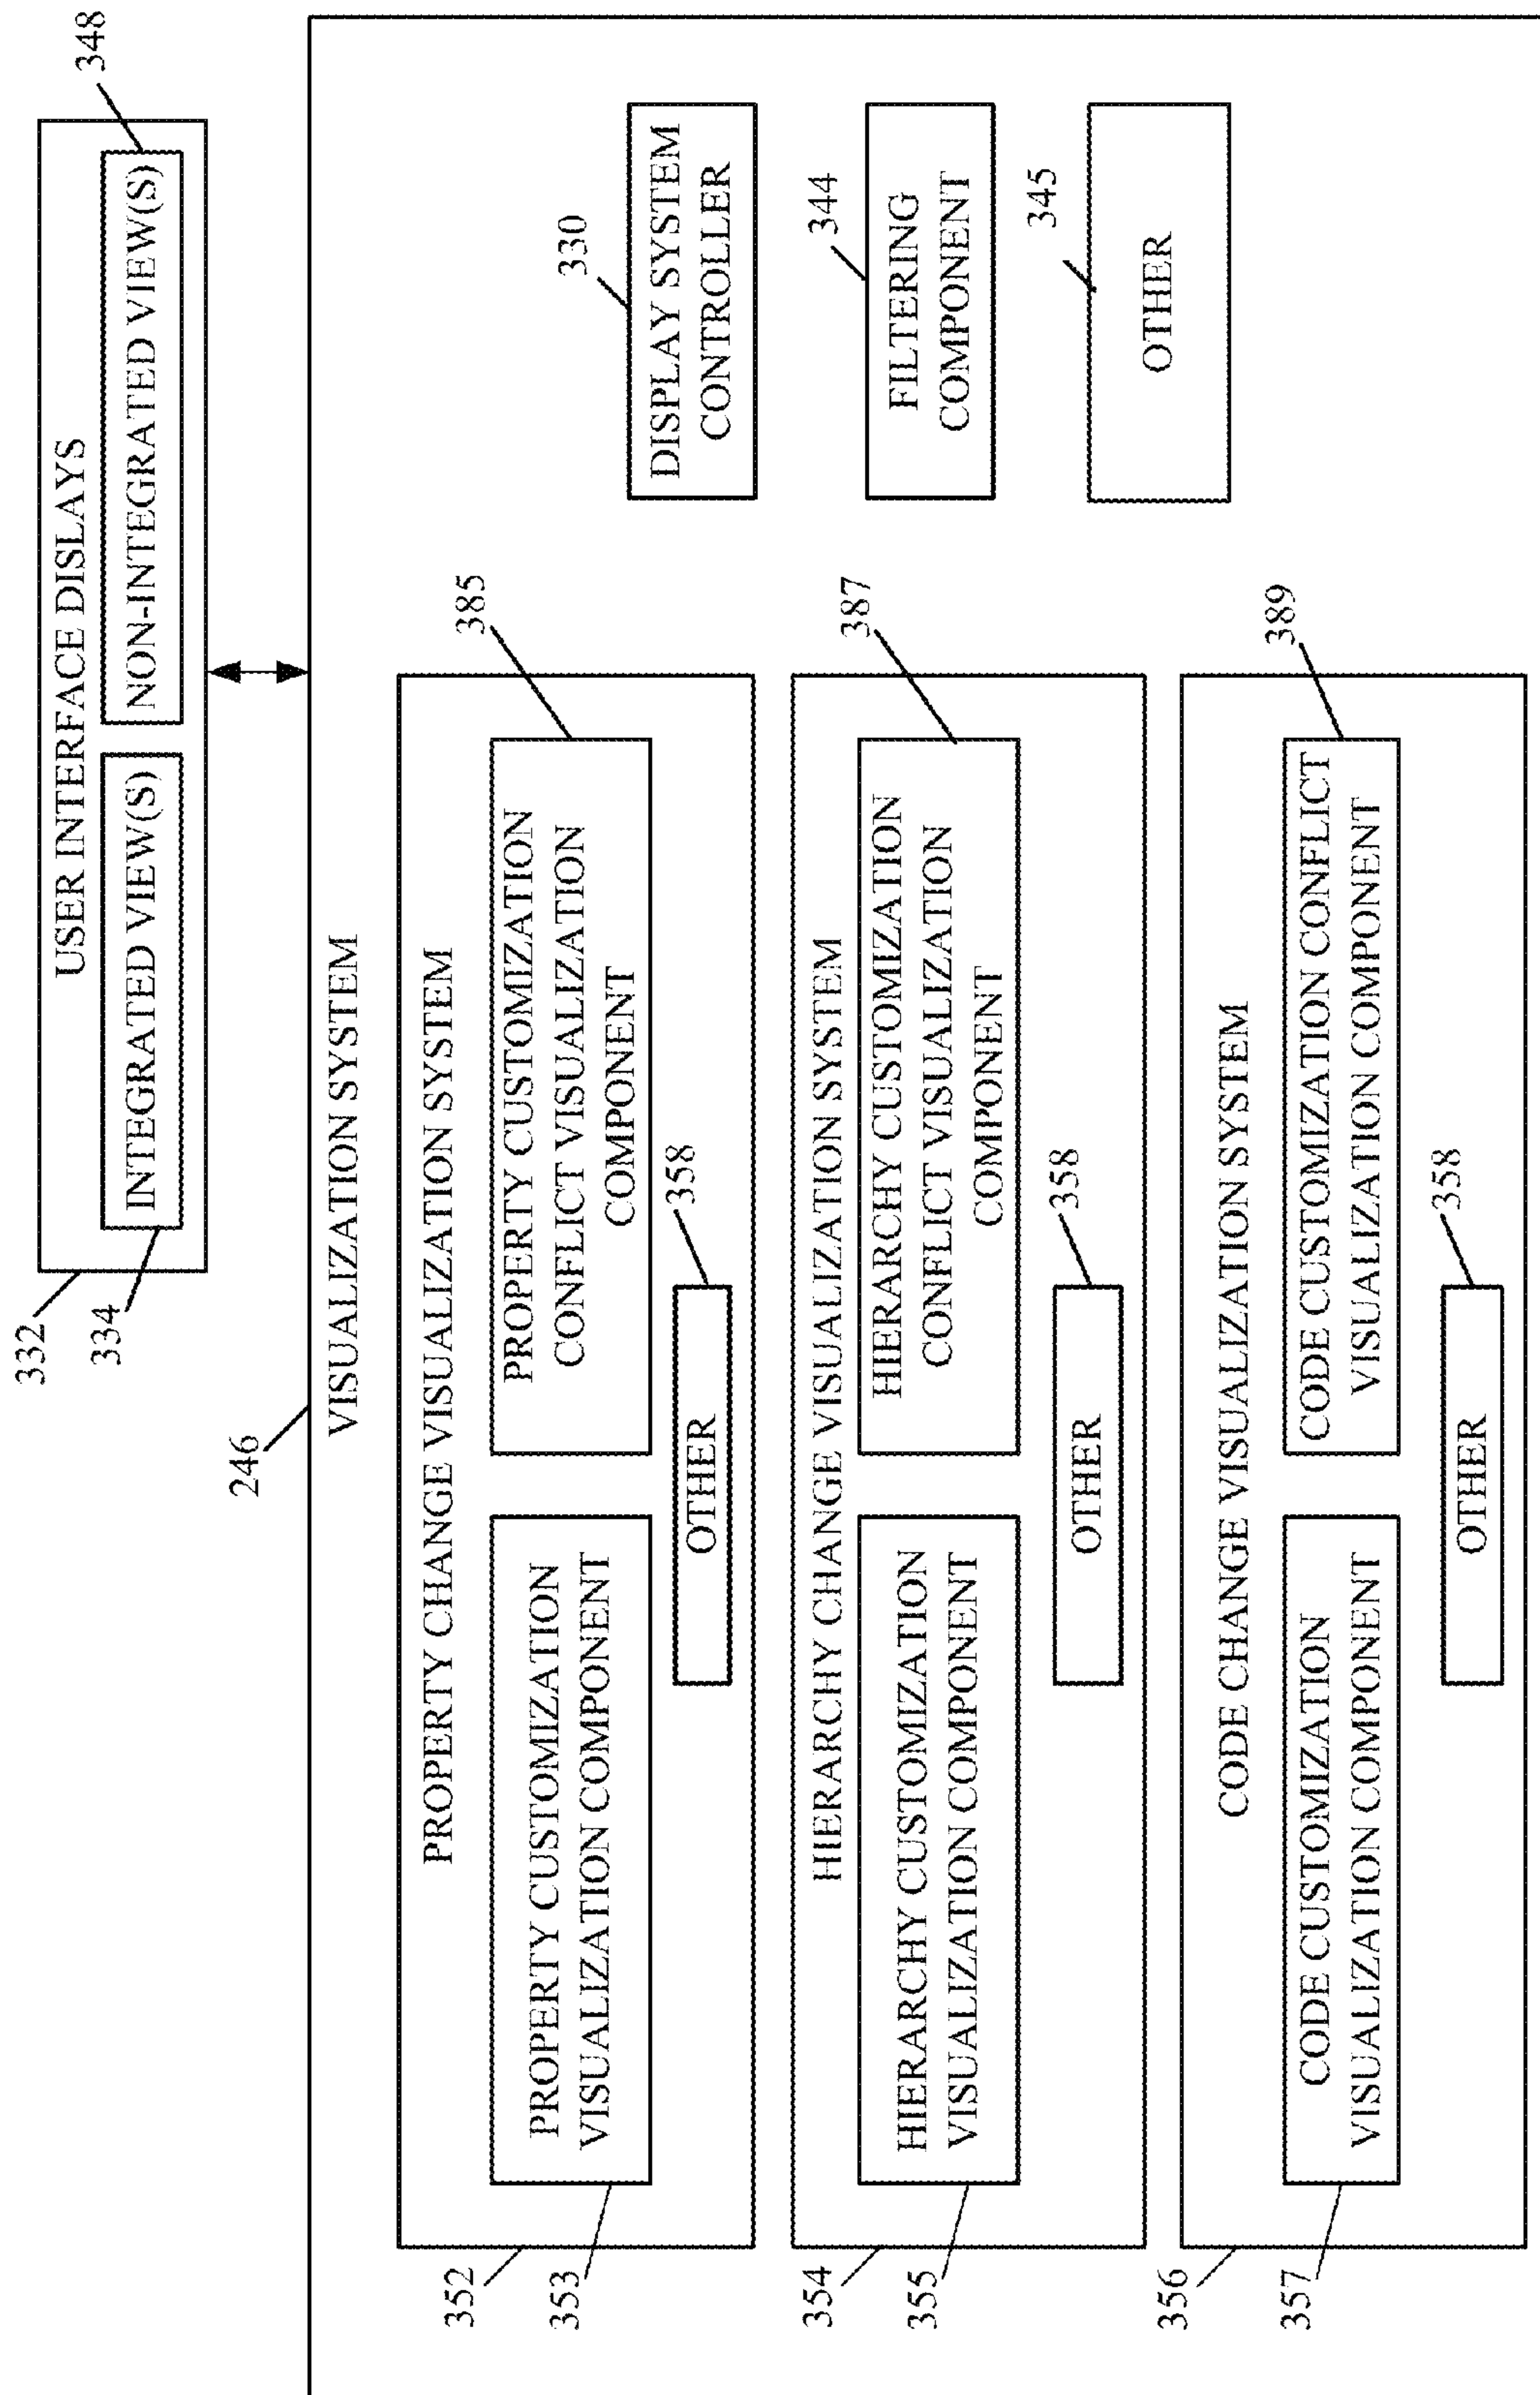 332
USER INTERFACE DISPLAYS
334
INTEGRATED VIEW(S)
NON-INTEGRATED VIEW(S)
348
246
VISUALIZATION SYSTEM
352
PROPERTY CHANGE VISUALIZATION SYSTEM
353
PROPERTY CUSTOMIZATION
VISUALIZATION COMPONENT
PROPERTY CUSTOMIZATION
CONFLICT VISUALIZATION
COMPONENT
385
OTHER
358
354
HIERARCHY CHANGE VISUALIZATION SYSTEM
355
HIERARCHY CUSTOMIZATION
VISUALIZATION COMPONENT
HIERARCHY CUSTOMIZATION
CONFLICT VISUALIZATION
COMPONENT
387
OTHER
358
356
CODE CHANGE VISUALIZATION SYSTEM
357
CODE CUSTOMIZATION
VISUALIZATION COMPONENT
CODE CUSTOMIZATION CONFLICT
VISUALIZATION COMPONENT
389
OTHER
358
330
DISPLAY SYSTEM
CONTROLLER
344
FILTERING
COMPONENT
345
OTHER